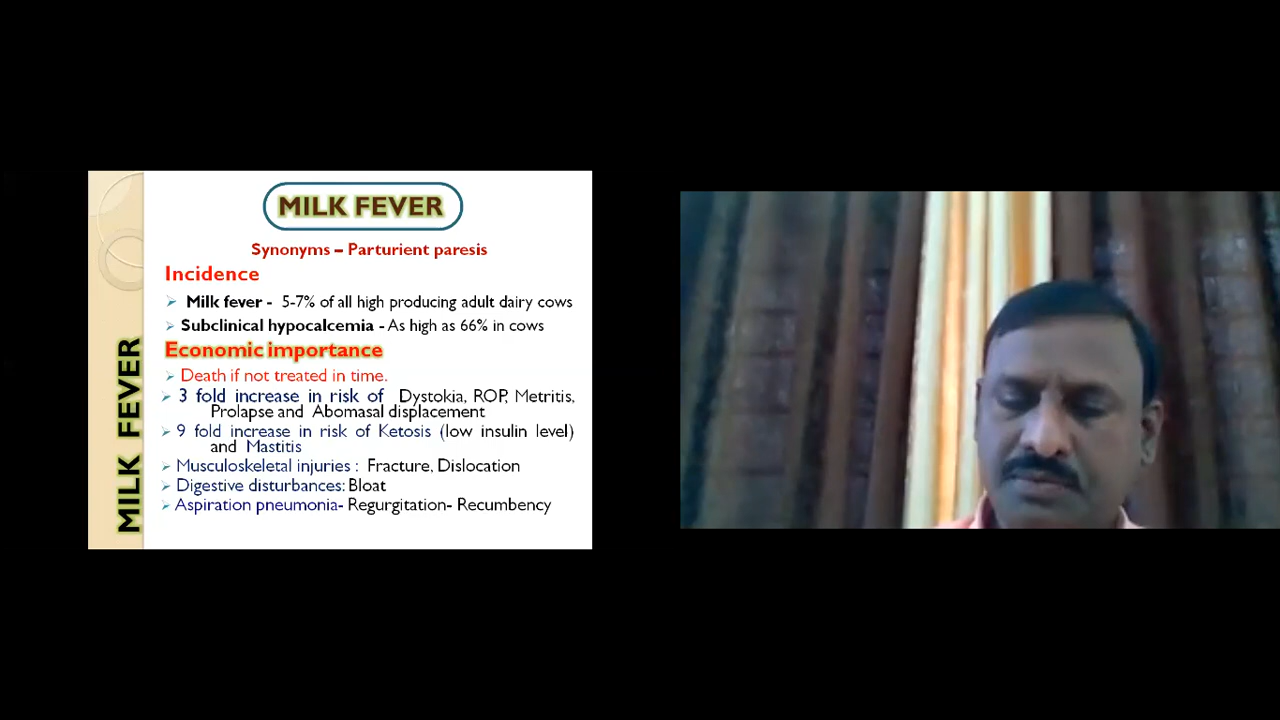 MILK FEVER
MILK FEVER
Synonyms – Parturient paresis
Incidence
Milk fever - 5-7% of all high producing adult dairy cows
Subclinical hypocalcemia - As high as 66% in cows
Economic importance
Death if not treated in time.
3 fold increase in risk of Dystokia, ROP, Metritis,
Prolapse and Abomasal displacement
9 fold increase in risk of Ketosis (low insulin level)
and Mastitis
Musculoskeletal injuries : Fracture, Dislocation
Digestive disturbances: Bloat
Aspiration pneumonia- Regurgitation- Recumbency